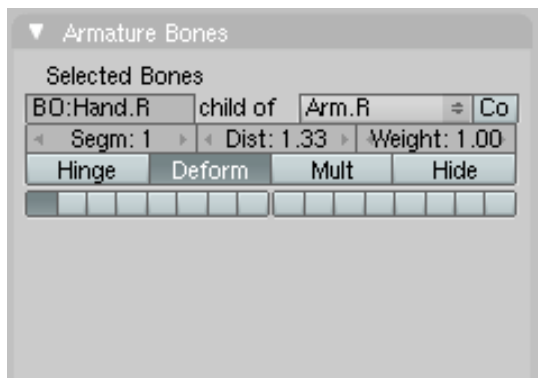 Armature Bones
Selected Bones
BO:Hand.R child of Arm.R Co
Segm: 1 Dist: 1.33 Weight: 1.00
Hinge Deform Mult Hide